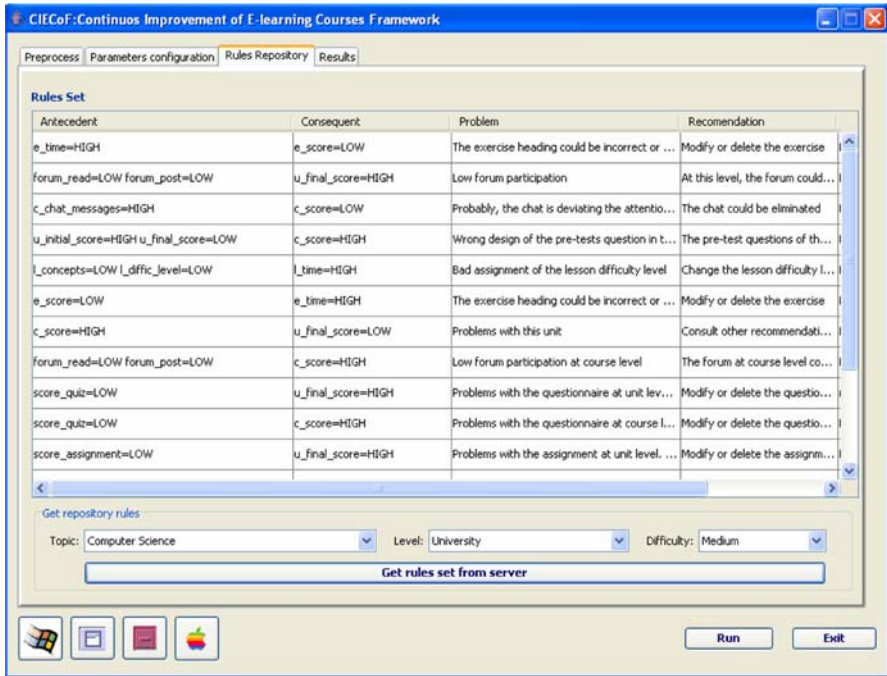 CIECoF:Continuos Improvement of E-learning Courses Framework
Preprocess Parameters configuration Rules Repository Results
Rules Set
Antecedent Consequent Problem Recomendation
e_time=HIGH e_score=LOW The exercise heading could be incorrect or ... Modify or delete the exercise
forum_read=LOW forum_post=LOW u_final_score=HIGH Low forum participation At this level, the forum could...
c_chat_messages=HIGH c_score=LOW Probably, the chat is deviating the attentio... The chat could be eliminated
u_initial_score=HIGH u_final_score=LOW c_score=HIGH Wrong design of the pre-tests question in t... The pre-test questions of th...
l_concepts=LOW l_diffic_level=LOW l_time=HIGH Bad assignment of the lesson difficulty level Change the lesson difficulty l...
e_score=LOW e_time=HIGH The exercise heading could be incorrect or ... Modify or delete the exercise
c_score=HIGH u_final_score=LOW Problems with this unit Consult other recommendati...
forum_read=LOW forum_post=LOW c_score=HIGH Low forum participation at course level The forum at course level co...
score_quiz=LOW u_final_score=HIGH Problems with the questionnaire at unit lev... Modify or delete the questio...
score_quiz=LOW c_score=HIGH Problems with the questionnaire at course l... Modify or delete the questio...
score_assignment=LOW u_final_score=HIGH Problems with the assignment at unit level. ... Modify or delete the assignm...
Get repository rules
Topic: Computer Science Level: University Difficulty: Medium
Get rules set from server
Run Exit